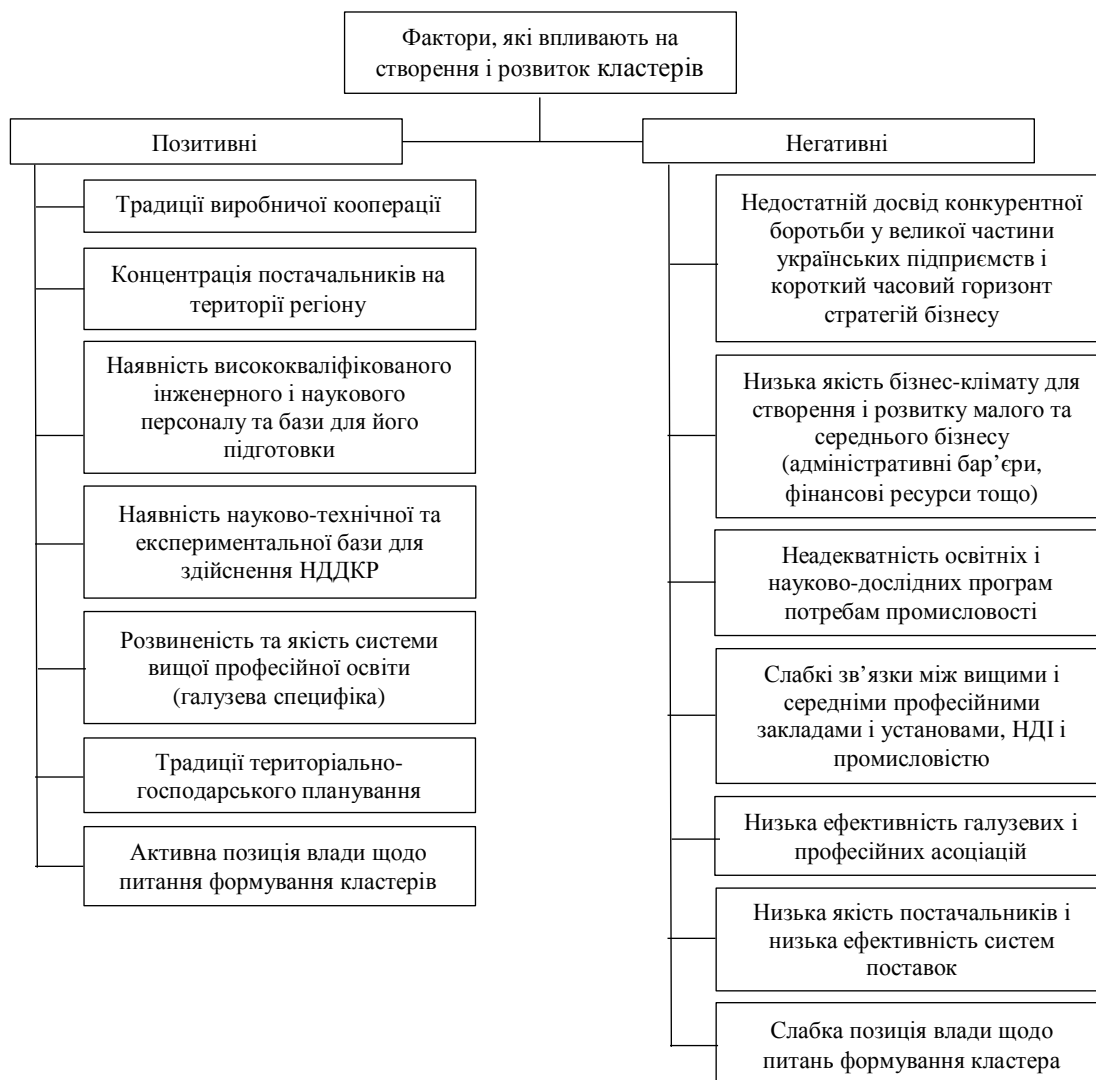 Фактори, які впливають на
створення і розвиток кластерів
Позитивні
Традиції виробничої кооперації
Концентрація постачальників на
території регіону
Наявність висококваліфікованого
інженерного і наукового
персоналу та бази для його
підготовки
Наявність науково-технічної та
експериментальної бази для
здійснення НДДКР
Розвиненість та якість системи
вищої професійної освіти
(галузева специфіка)
Традиції територіально-
господарського планування
Активна позиція влади щодо
питання формування кластерів
Негативні
Недостатній досвід конкурентної
боротьби у великої частини
українських підприємств і
короткий часовий горизонт
стратегій бізнесу
Низька якість бізнес-клімату для
створення і розвитку малого та
середнього бізнесу
(адміністративні бар’єри,
фінансові ресурси тощо)
Неадекватність освітніх і
науково-дослідних програм
потребам промисловості
Слабкі зв’язки між вищими і
середніми професійними
закладами і установами, НДІ і
промисловістю
Низька ефективність галузевих і
професійних асоціацій
Низька якість постачальників і
низька ефективність систем
поставок
Слабка позиція влади щодо
питань формування кластера